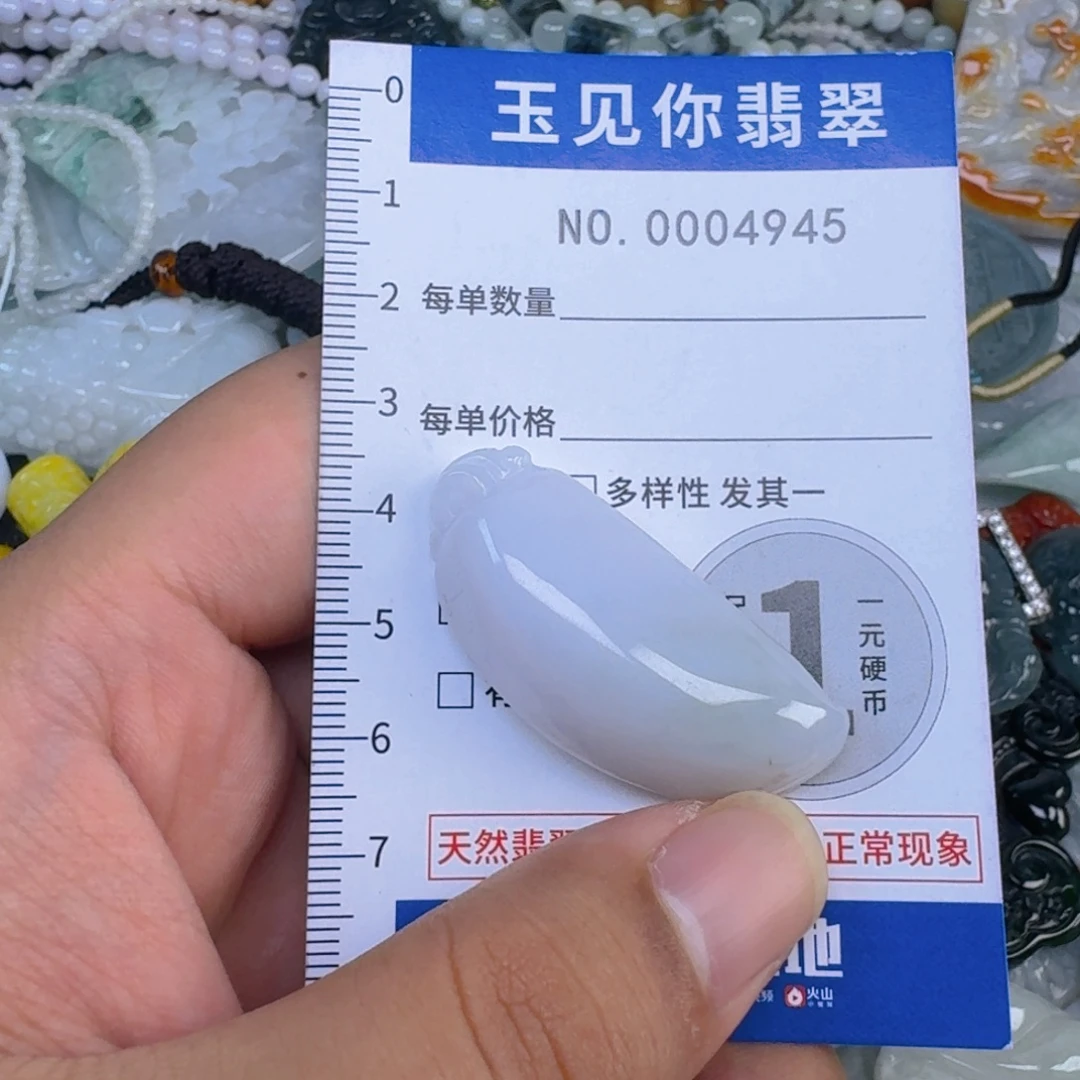 玉见你翡翠
NO. 0004945
每单数量
每单价格
多样性 发其一
1
一元硬币
天然翡 正常现象
地
火山
0
1
2
3
4
5
6
7